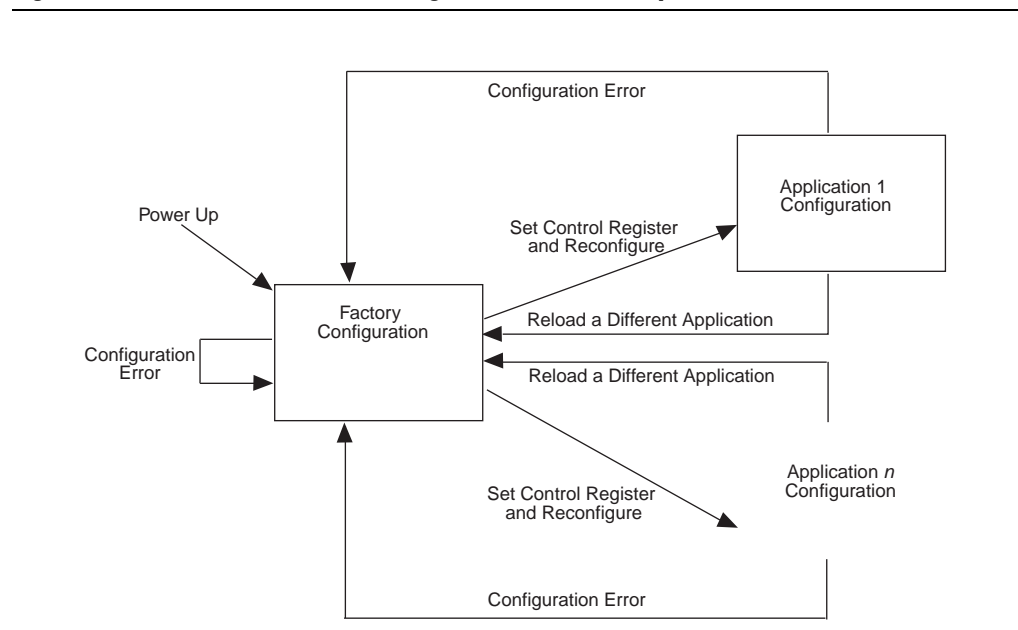 Configuration Error
Application 1
Configuration
Power Up
Set Control Register
and Reconfigure
Factory
Configuration
Reload a Different Application
Configuration
Error
Reload a Different Application
Application n
Configuration
Set Control Register
and Reconfigure
Configuration Error